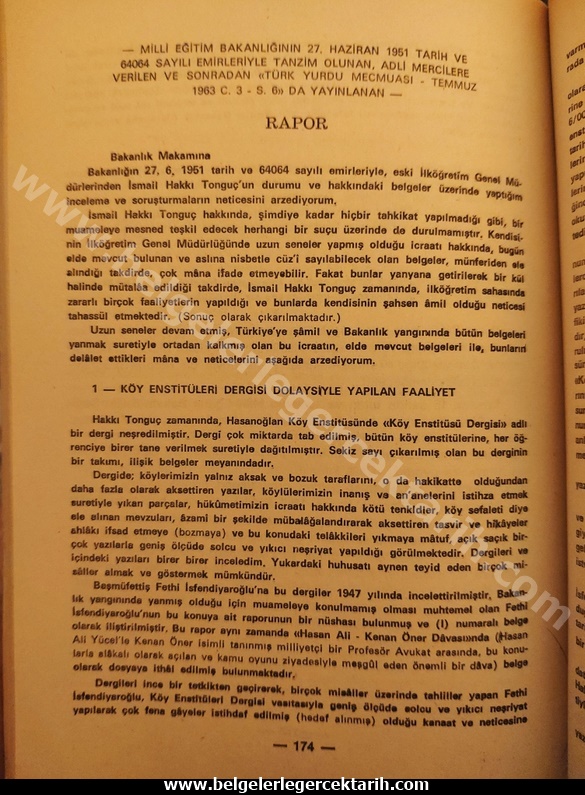 — MİLLİ EĞİTİM BAKANLIĞININ 27. HAZİRAN 1951 TARİH VE
64064 SAYILI EMİRLERİYLE TANZİM OLUNAN, ADLİ MERCİLERE
VERİLEN VE SONRADAN «TÜRK YURDU MECMUASI - TEMMUZ
1963 C. 3 - S. 6» DA YAYINLANAN —
RAPOR
Bakanlık Makamına
Bakanlığın 27, 6, 1951 tarih ve 64064 sayılı emirleriyle, eski İlköğretim Genel Mü-
dürlerinden İsmail Hakkı Tonguç'un durumu ve hakkındaki belgeler üzerinde yaptığım
inceleme ve soruşturmaların neticesini arzediyorum.
İsmail Hakkı Tonguç hakkında, şimdiye kadar hiçbir tahkikat yapılmadığı gibi, bir
muameleye mesned teşkil edecek herhangi bir suçu üzerinde de durulmamıştır. Kendisi-
nin İlköğretim Genel Müdürlüğünde uzun seneler yapmış olduğu icraatı hakkında, bugün
elde mevcut bulunan ve aslına nisbetle cüz'i sayılabilecek olan belgeler, münferiden ele
alındığı takdirde, çok mâna ifade etmeyebilir. Fakat bunlar yanyana getirilerek bir kül
halinde mütalâa edildiği takdirde, İsmail Hakkı Tonguç zamanında, ilköğretim sahasında
zararlı birçok faaliyetlerin yapıldığı ve bunlarda kendisinin şahsen âmil olduğu neticesi
tahassül etmektedir. (Sonuç olarak çıkarılmaktadır.)
Uzun seneler devam etmiş, Türkiye'ye şâmil ve Bakanlık yangınında bütün belgeleri
yanmak suretiyle ortadan kalkmış olan bu icraatın, elde mevcut belgeleri ile, bunların
delâlet ettikleri mâna ve neticelerini aşağıda arzediyorum.
1 — KÖY ENSTİTÜLERİ DERGİSİ DOLAYSİYLE YAPILAN FAALİYET
Hakkı Tonguç zamanında, Hasanoğlan Köy Enstitüsünde «Köy Enstitüsü Dergisi» adlı
bir dergi neşredilmiştir. Dergi çok miktarda tab edilmiş, bütün köy enstitülerine, her öğ-
renciye birer tane verilmek suretiyle dağıtılmıştır. Sekiz sayı çıkarılmış olan bu derginin
bir takımı, ilişik belgeler meyanındadır.
Dergide; köylerimizin yalnız aksak ve bozuk taraflarını, o da hakikatte olduğundan
daha fazla olarak aksettiren yazılar, köylülerimizin inanış ve an'anelerini istihza etmek
suretiyle yıkan parçalar, hükûmetimizin icraatı hakkında kötü tenkidler, köy sefaleti diye
ele alınan mevzuları, âzami bir şekilde mübalâğalandırarak aksettiren tasvir ve hikâyeler
ahlâkı ifsad etmeye (bozmaya) ve bu konudaki telâkkileri yıkmaya mâtuf, açık saçık bir-
çok yazılarla geniş ölçüde solcu ve yıkıcı neşriyat yapıldığı görülmektedir. Dergileri ve
içindeki yazıları birer birer inceledim, Yukardaki huhusatı aynen teyid eden birçok mi-
sâller almak ve göstermek mümkündür.
Başmüfettiş Fethi İsfendiyaroğlu'na bu dergiler 1947 yılında incelettirilmiştir, Bakan-
lık yangınında yanmış olduğu için muameleye konulmamış olması muhtemel olan Fethi
İsfendiyaroğlu'nun bu konuya ait raporunun bir nüshası bulunmuş ve (I) numaralı belge
olarak iliştirilmiştir. Bu rapor aynı zamanda «Hasan Ali - Kenan Öner Dâvası»nda (Hasan
Ali Yücel'le Kenan Öner isimli tanınmış milliyetçi bir Profesör Avukat arasında, bu konu-
larla alâkalı olarak açılan ve kamu oyunu ziyadesiyle meşgûl eden önemli bir dâva) belge
olarak dosyaya ithâl edilmiş bulunmaktadır.
Dergileri ince bir tetkikten geçirerek, birçok misâller üzerinde tahliller yapan Fethi
İsfendiyaroğlu, Köy Enstitüleri Dergisi vasıtasıyla geniş ölçüde solcu ve yıkıcı neşriyat
yapılarak çok fena gâyeler istihdaf edilmiş (hedef alınmış) olduğu kanaat ve neticesine
— 174 —
www.belgelerlegercektarih.com